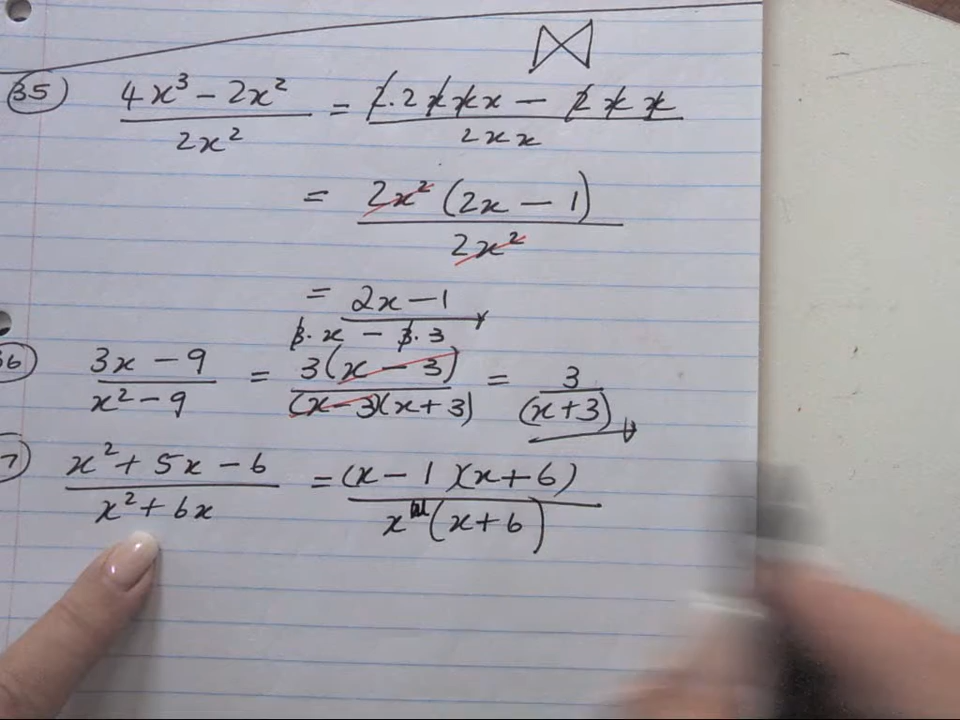 35) (4x³ − 2x²)/(2x²) = (2·2xxx − 2xx)/(2xx)
= 2x²(2x − 1)/(2x²)
= 2x − 1
3·x − 3·3
36) (3x − 9)/(x² − 9) = 3(x − 3)/((x − 3)(x + 3)) = 3/(x + 3)
7) (x² + 5x − 6)/(x² + 6x) = (x − 1)(x + 6)/(x(x + 6))